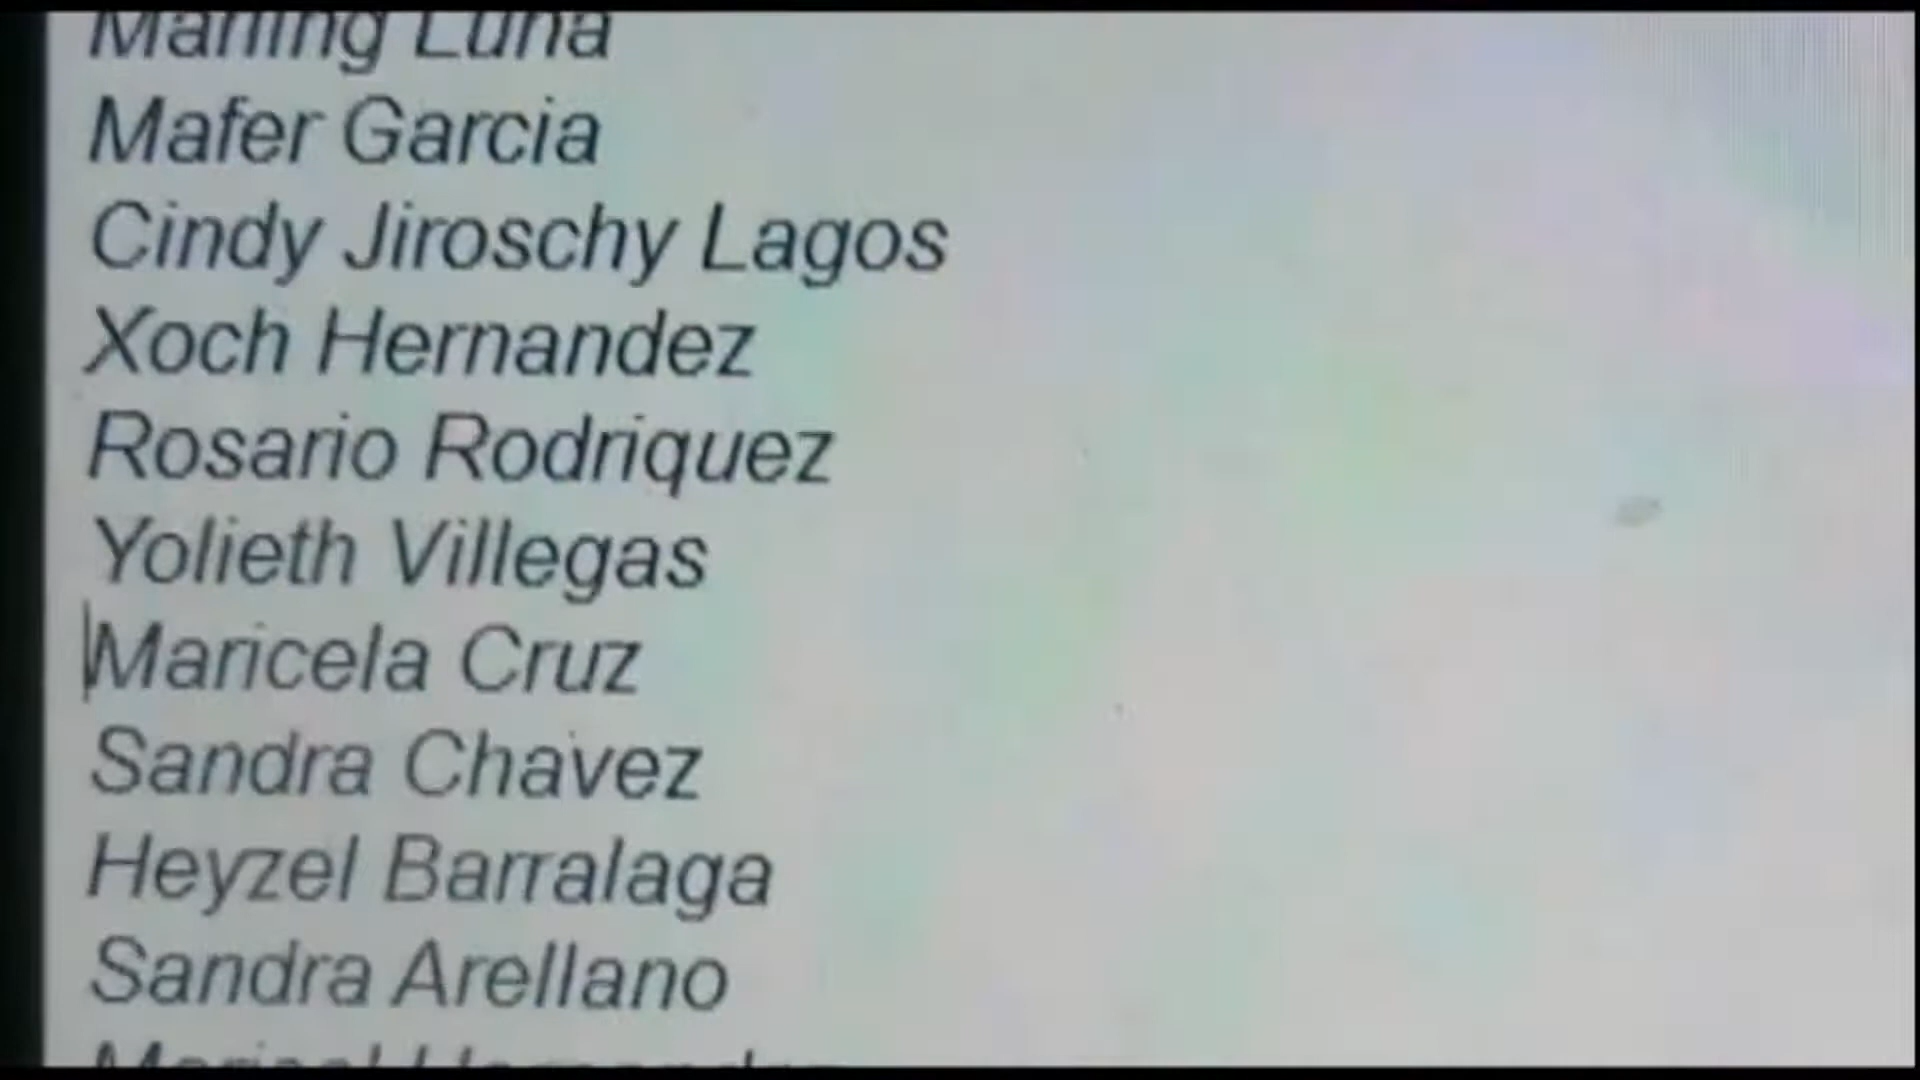 Luna
Mafer Garcia
Cindy Jiroschy Lagos
Xoch Hernandez
Rosario Rodriquez
Yolieth Villegas
Maricela Cruz
Sandra Chavez
Heyzel Barralaga
Sandra Arellano